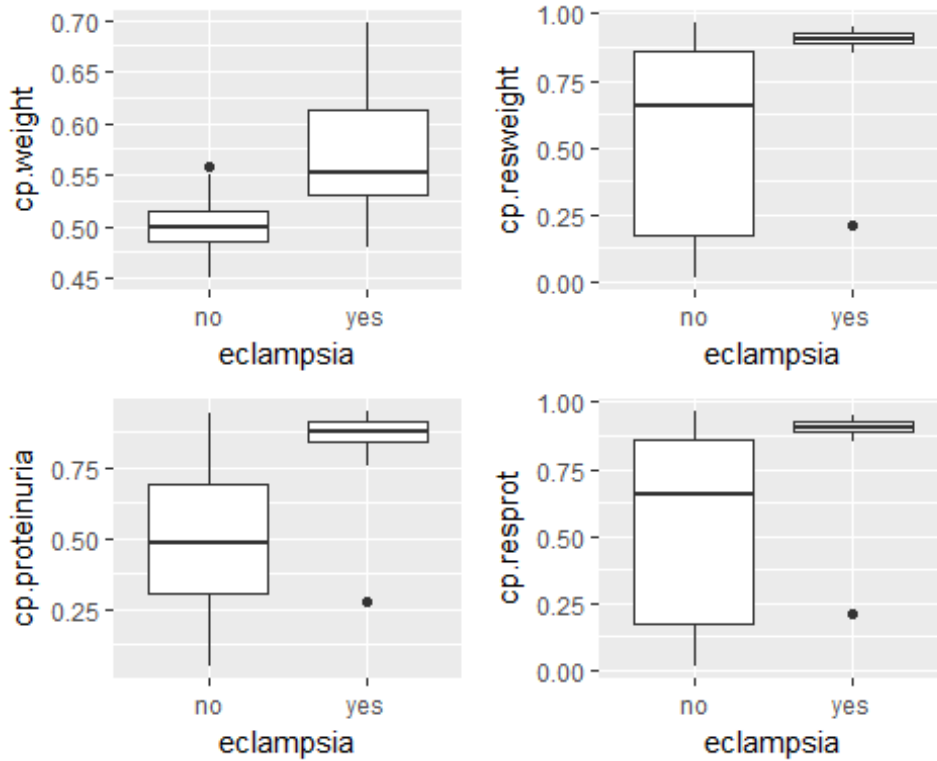 cp.weight
0.70
0.65
0.60
0.55
0.50
0.45
no yes
eclampsia
cp.resweight
1.00
0.75
0.50
0.25
0.00
no yes
eclampsia
cp.proteinuria
0.75
0.50
0.25
no yes
eclampsia
cp.resprot
1.00
0.75
0.50
0.25
0.00
no yes
eclampsia